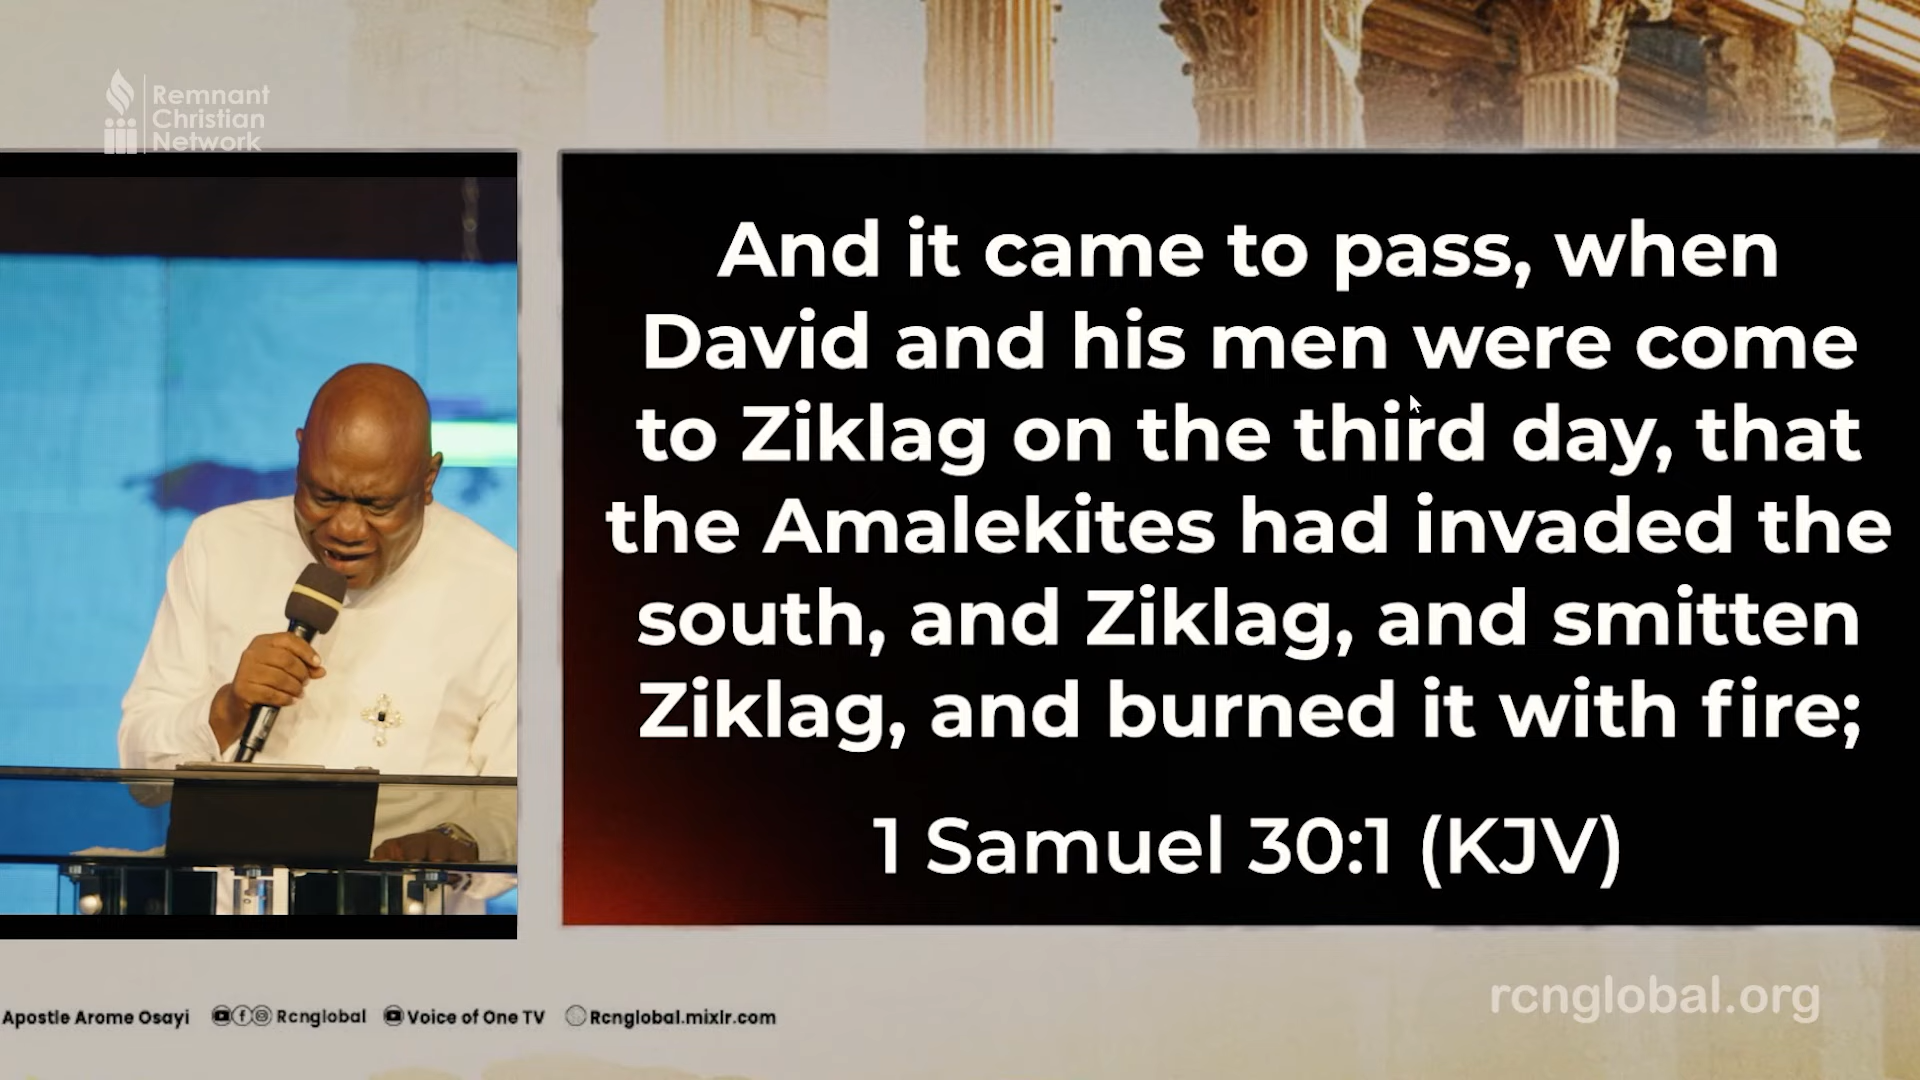 Remnant
Christian
Network
And it came to pass, when
David and his men were come
to Ziklag on the third day, that
the Amalekites had invaded the
south, and Ziklag, and smitten
Ziklag, and burned it with fire;
1 Samuel 30:1 (KJV)
rcnglobal.org
Apostle Arome Osayi Rcnglobal Voice of One TV Rcnglobal.mixlr.com